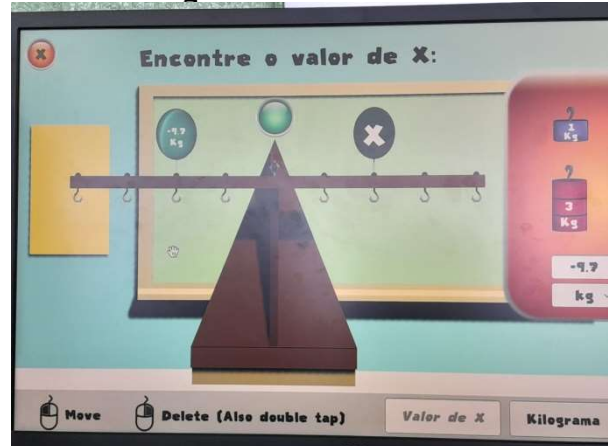 X
Encontre o valor de X:
-9.7
Kg
X
1
Kg
3
Kg
-9.7
kg
Move
Delete (Also double tap)
Valor de X
Kilograma